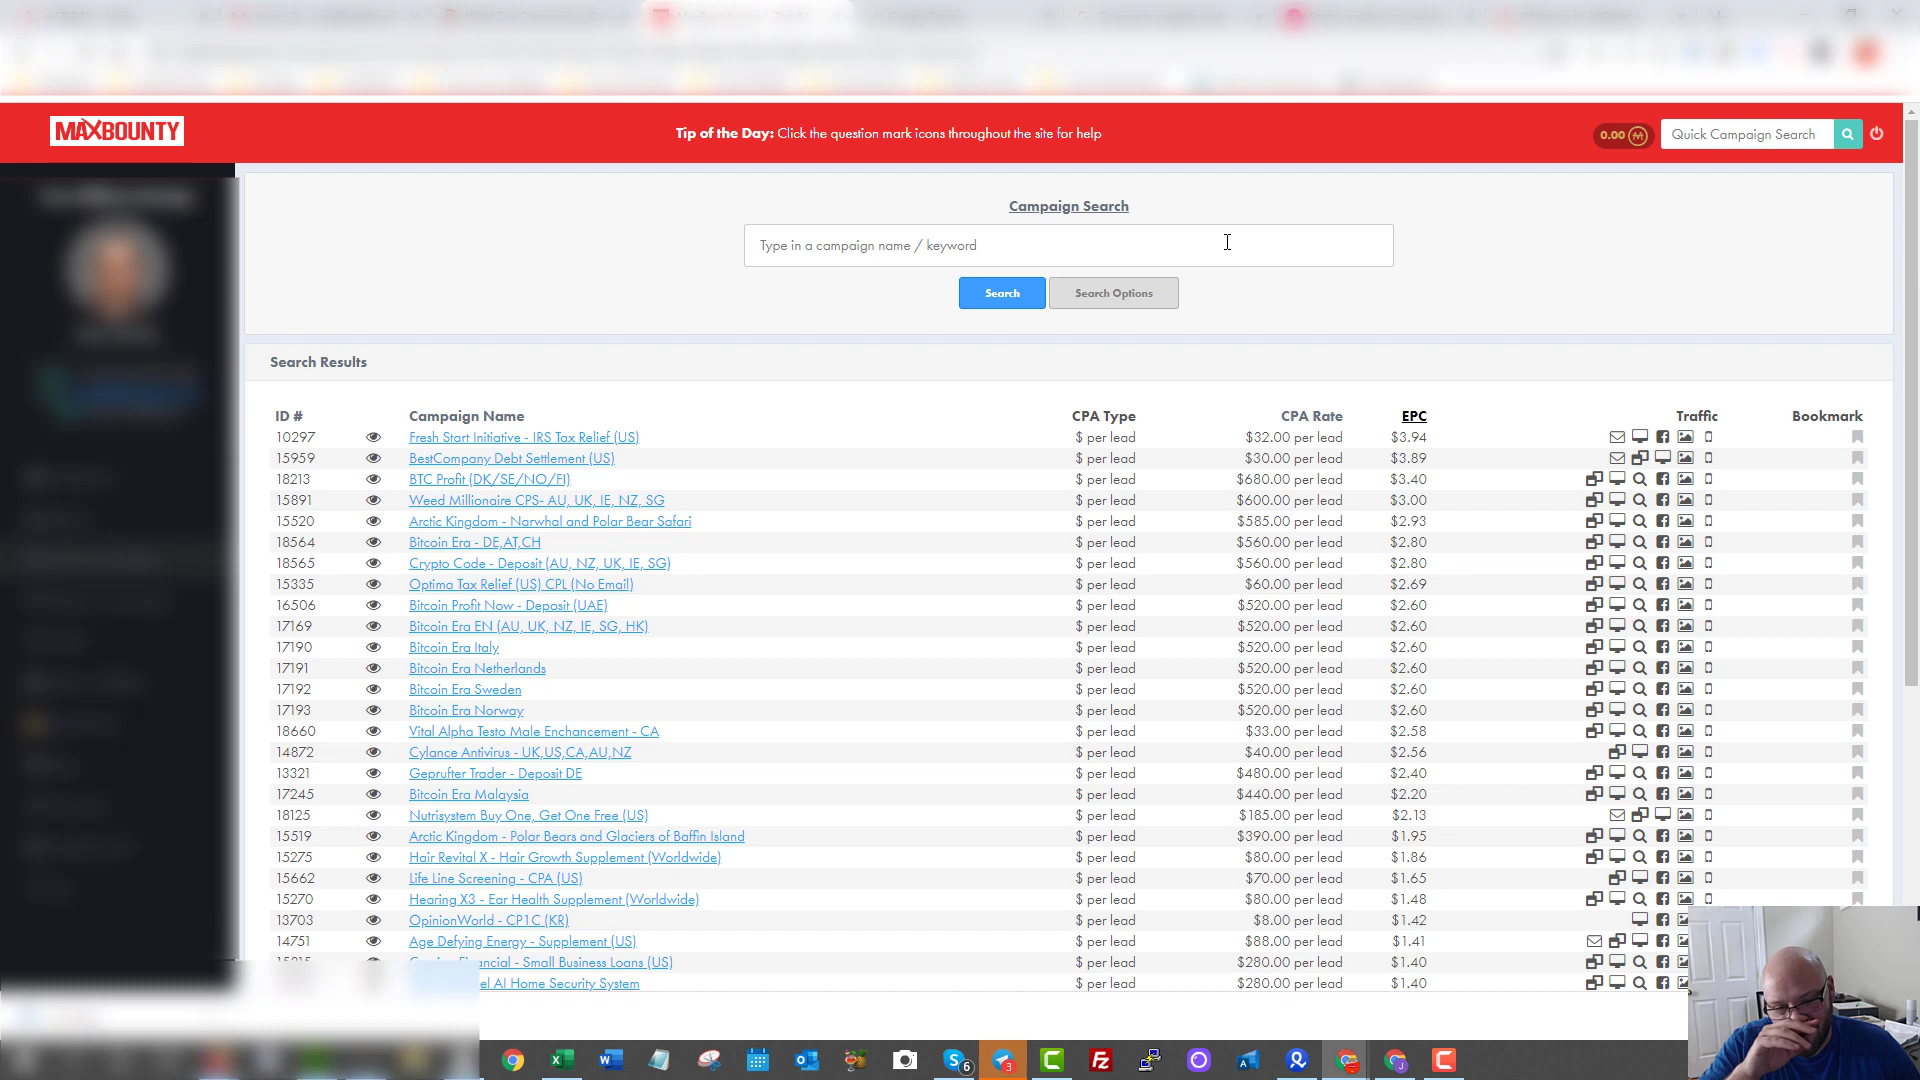 MAXBOUNTY
Tip of the Day: Click the question mark icons throughout the site for help
0.00
Quick Campaign Search
Campaign Search
Type in a campaign name / keyword
Search
Search Options
Search Results
ID # Campaign Name CPA Type CPA Rate EPC Traffic Bookmark
10297 Fresh Start Initiative - IRS Tax Relief (US) $ per lead $32.00 per lead $3.94
15959 BestCompany Debt Settlement (US) $ per lead $30.00 per lead $3.89
18213 BTC Profit (DK/SE/NO/FI) $ per lead $680.00 per lead $3.40
15891 Weed Millionaire CPS- AU, UK, IE, NZ, SG $ per lead $600.00 per lead $3.00
15520 Arctic Kingdom - Narwhal and Polar Bear Safari $ per lead $585.00 per lead $2.93
18564 Bitcoin Era - DE,AT,CH $ per lead $560.00 per lead $2.80
18565 Crypto Code - Deposit (AU, NZ, UK, IE, SG) $ per lead $560.00 per lead $2.80
15335 Optima Tax Relief (US) CPL (No Email) $ per lead $60.00 per lead $2.69
16506 Bitcoin Profit Now - Deposit (UAE) $ per lead $520.00 per lead $2.60
17169 Bitcoin Era EN (AU, UK, NZ, IE, SG, HK) $ per lead $520.00 per lead $2.60
17190 Bitcoin Era Italy $ per lead $520.00 per lead $2.60
17191 Bitcoin Era Netherlands $ per lead $520.00 per lead $2.60
17192 Bitcoin Era Sweden $ per lead $520.00 per lead $2.60
17193 Bitcoin Era Norway $ per lead $520.00 per lead $2.60
18660 Vital Alpha Testo Male Enchancement - CA $ per lead $33.00 per lead $2.58
14872 Cylance Antivirus - UK,US,CA,AU,NZ $ per lead $40.00 per lead $2.56
13321 Geprufter Trader - Deposit DE $ per lead $480.00 per lead $2.40
17245 Bitcoin Era Malaysia $ per lead $440.00 per lead $2.20
18125 Nutrisystem Buy One, Get One Free (US) $ per lead $185.00 per lead $2.13
15519 Arctic Kingdom - Polar Bears and Glaciers of Baffin Island $ per lead $390.00 per lead $1.95
15275 Hair Revital X - Hair Growth Supplement (Worldwide) $ per lead $80.00 per lead $1.86
15662 Life Line Screening - CPA (US) $ per lead $70.00 per lead $1.65
15270 Hearing X3 - Ear Health Supplement (Worldwide) $ per lead $80.00 per lead $1.48
13703 OpinionWorld - CP1C (KR) $ per lead $8.00 per lead $1.42
14751 Age Defying Energy - Supplement (US) $ per lead $88.00 per lead $1.41
Financial - Small Business Loans (US) $ per lead $280.00 per lead $1.40
el AI Home Security System $ per lead $280.00 per lead $1.40
6
3